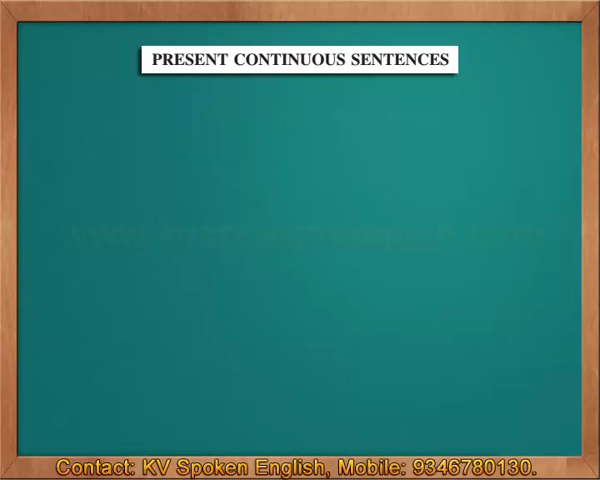 PRESENT CONTINUOUS SENTENCES
Contact: KV Spoken English, Mobile: 9346780130.